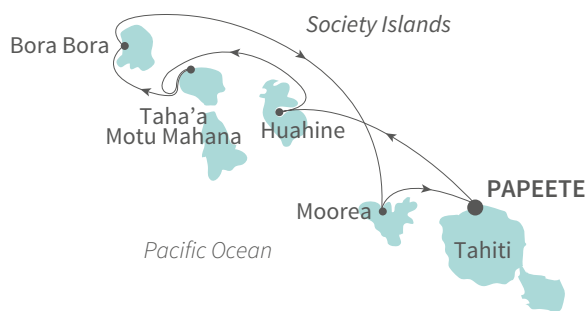 Society Islands
Bora Bora
Taha’a
Motu Mahana
Huahine
PAPEETE
Moorea
Tahiti
Pacific Ocean